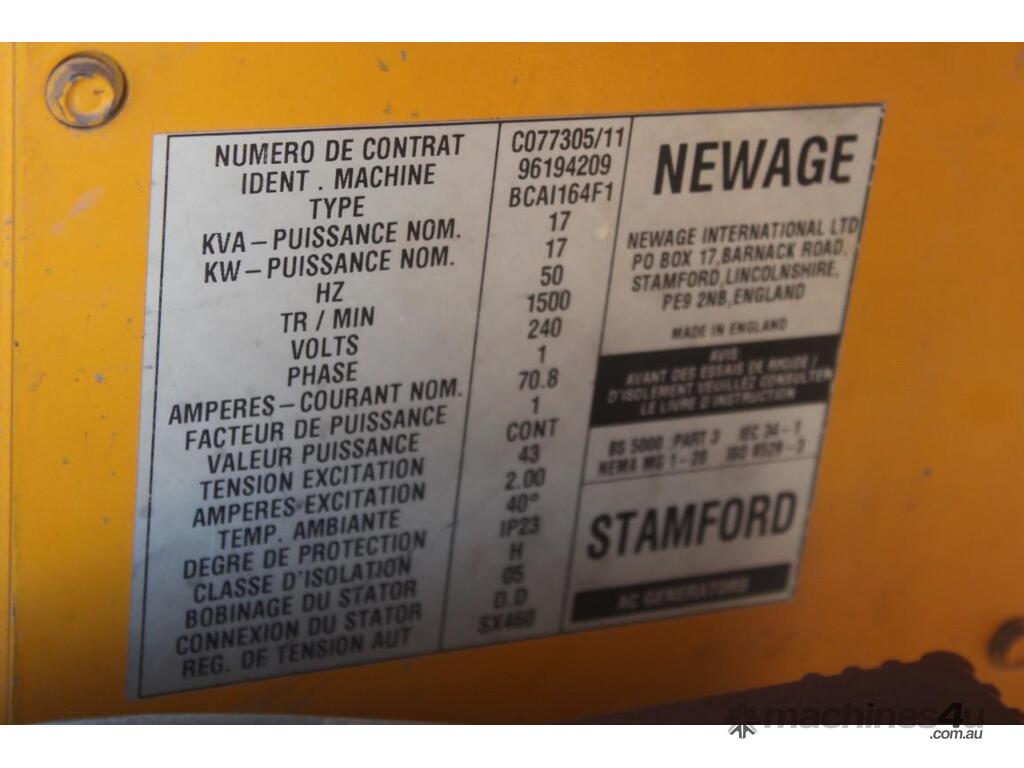 NUMERO DE CONTRAT C077305/11
IDENT . MACHINE 96194209
TYPE BCAI164F1
KVA – PUISSANCE NOM. 17
KW – PUISSANCE NOM. 17
HZ 50
TR / MIN 1500
VOLTS 240
PHASE 1
AMPERES – COURANT NOM. 70.8
FACTEUR DE PUISSANCE 1
VALEUR PUISSANCE CONT
TENSION EXCITATION 43
AMPERES-EXCITATION 2.00
TEMP. AMBIANTE 40°
DEGRE DE PROTECTION IP23
CLASSE D'ISOLATION H
BOBINAGE DU STATOR 05
CONNEXION DU STATOR D.D
REG. DE TENSION AUT SX460
NEWAGE
NEWAGE INTERNATIONAL LTD
PO BOX 17, BARNACK ROAD,
STAMFORD, LINCOLNSHIRE,
PE9 2NB, ENGLAND
MADE IN ENGLAND
AVIS
AVANT DES ESSAIS DE RIGIDE /
D'ISOLEMENT VEUILLEZ CONSULTEN
LE LIVRE D'INSTRUCTION
BS 5000 : PART 3 IEC 34 – 1
NEMA MG 1 – 20 ISO 8528 – 3
STAMFORD
AC GENERATORS
machines4u
.com.au